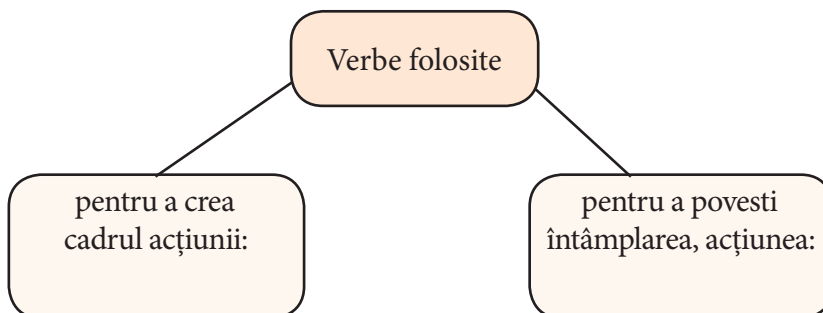 Verbe folosite
pentru a crea
cadrul acțiunii:
pentru a povesti
întâmplarea, acțiunea: